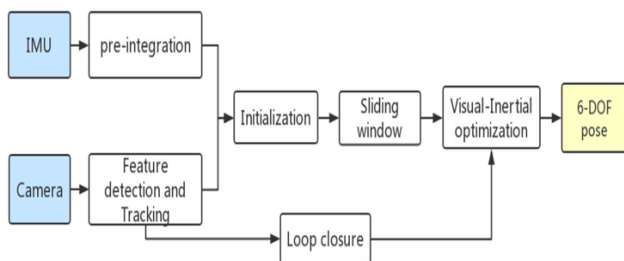 IMU
pre-integration
Initialization
Sliding
window
Visual-Inertial
optimization
6-DOF
pose
Camera
Feature
detection and
Tracking
Loop closure